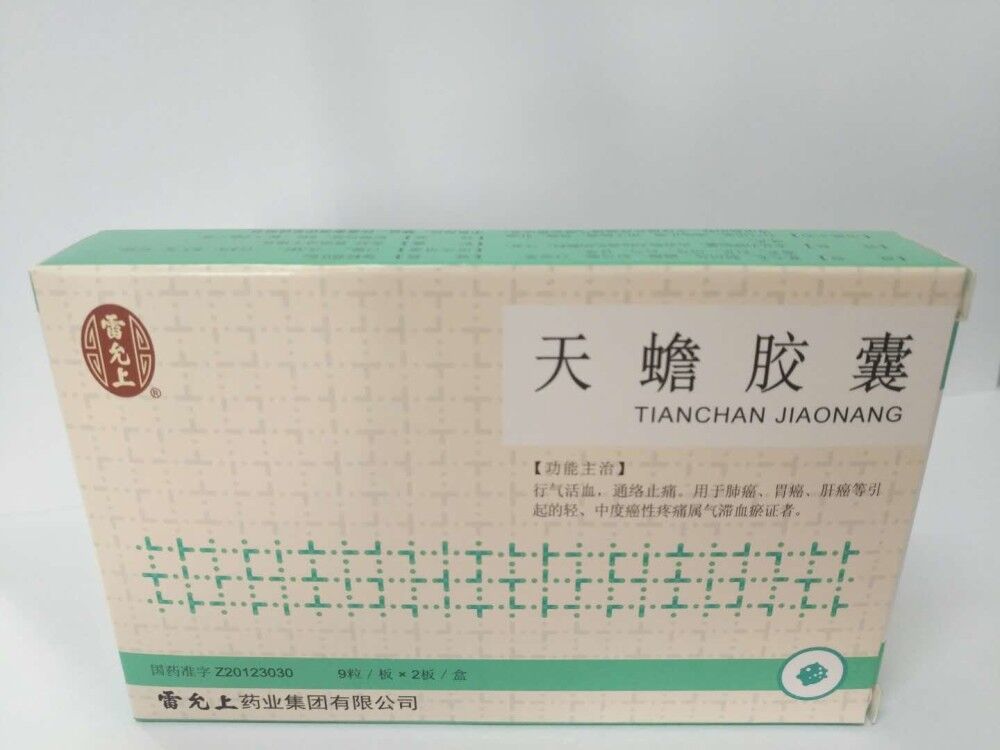 雷允上
®
天蟾胶囊
TIANCHAN JIAONANG
【功能主治】
行气活血，通络止痛。用于肺癌、胃癌、肝癌等引
起的轻、中度癌性疼痛属气滞血瘀证者。
国药准字 Z20123030 9粒 / 板 × 2板 / 盒
雷允上药业集团有限公司